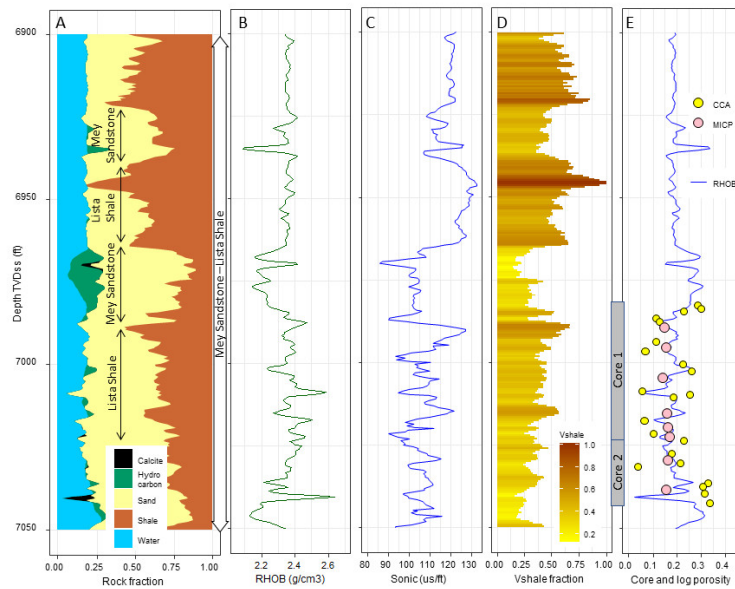 A
B
C
D
E
6900
6950
7000
7050
Depth TVDss (ft)
Mey
Sandstone
Lista
Shale
Mey Sandstone
Lista Shale
Mey Sandstone – Lista Shale
Calcite
Hydro
carbon
Sand
Shale
Water
0.00 0.25 0.50 0.75 1.00
Rock fraction
2.2 2.4 2.6
RHOB (g/cm3)
80 90 100 110 120 130
Sonic (us/ft)
Vshale
1.0
0.8
0.6
0.4
0.2
0.00 0.25 0.50 0.75 1.00
Vshale fraction
Core 1
Core 2
CCA
MICP
RHOB
0.0 0.1 0.2 0.3 0.4
Core and log porosity